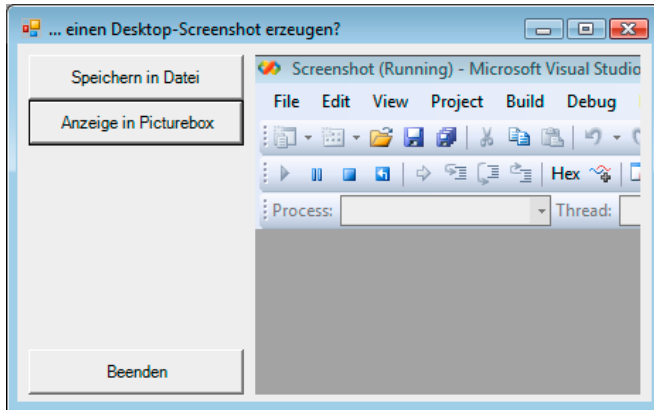 ... einen Desktop-Screenshot erzeugen?
Speichern in Datei
Anzeige in Picturebox
Beenden
Screenshot (Running) - Microsoft Visual Studio
File Edit View Project Build Debug
Hex
Process: Thread: